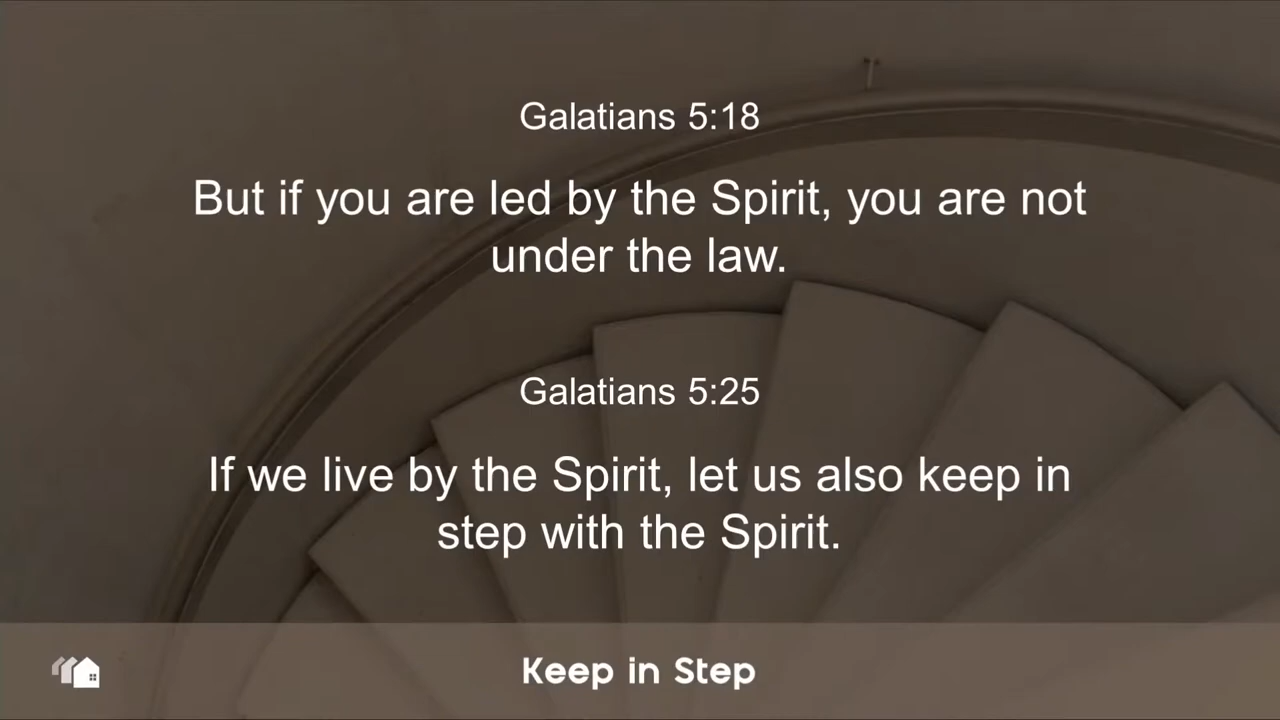 Galatians 5:18
But if you are led by the Spirit, you are not
under the law.
Galatians 5:25
If we live by the Spirit, let us also keep in
step with the Spirit.
Keep in Step